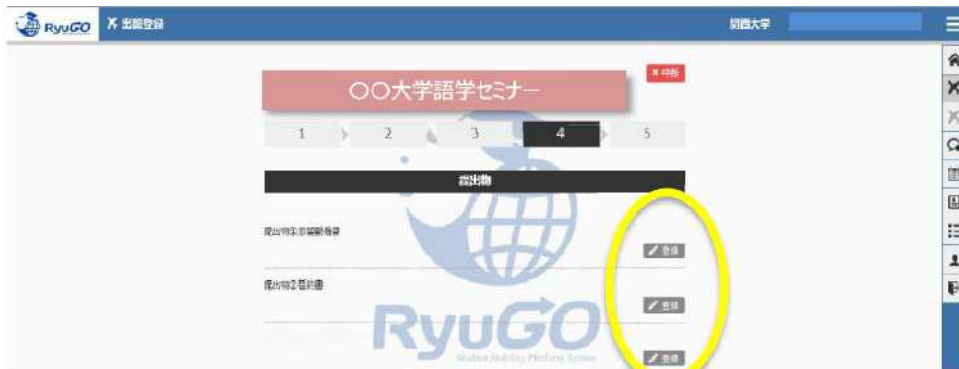 RyuGO 出願登録 関西大学
× 中断
〇〇大学語学セミナー
1 2 3 4 5
提出物
提出物①志望動機書
登録
提出物②誓約書
登録
RyuGO
Student Mobility Platform System
登録